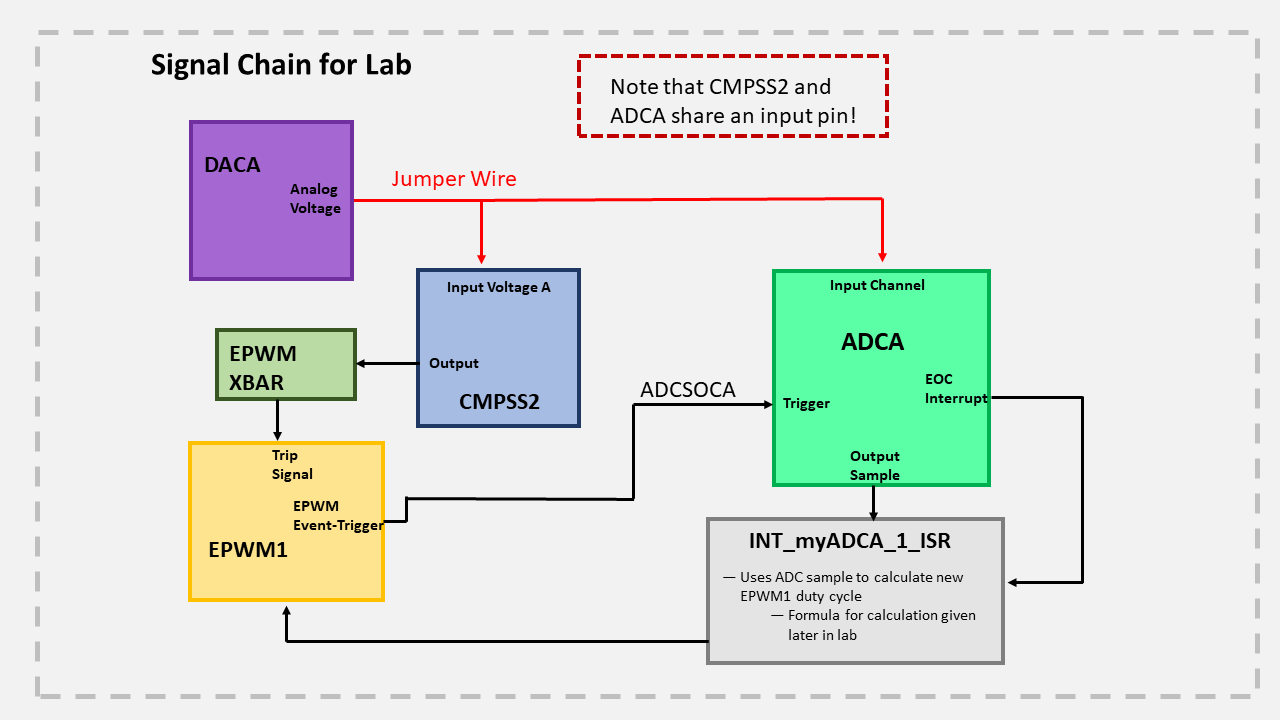 Signal Chain for Lab
Note that CMPSS2 and
ADCA share an input pin!
DACA
Analog
Voltage
Jumper Wire
Input Voltage A
Output
CMPSS2
EPWM
XBAR
Trip
Signal
EPWM
Event-Trigger
EPWM1
ADCSOCA
Input Channel
ADCA
EOC
Interrupt
Trigger
Output
Sample
INT_myADCA_1_ISR
— Uses ADC sample to calculate new
EPWM1 duty cycle
— Formula for calculation given
later in lab